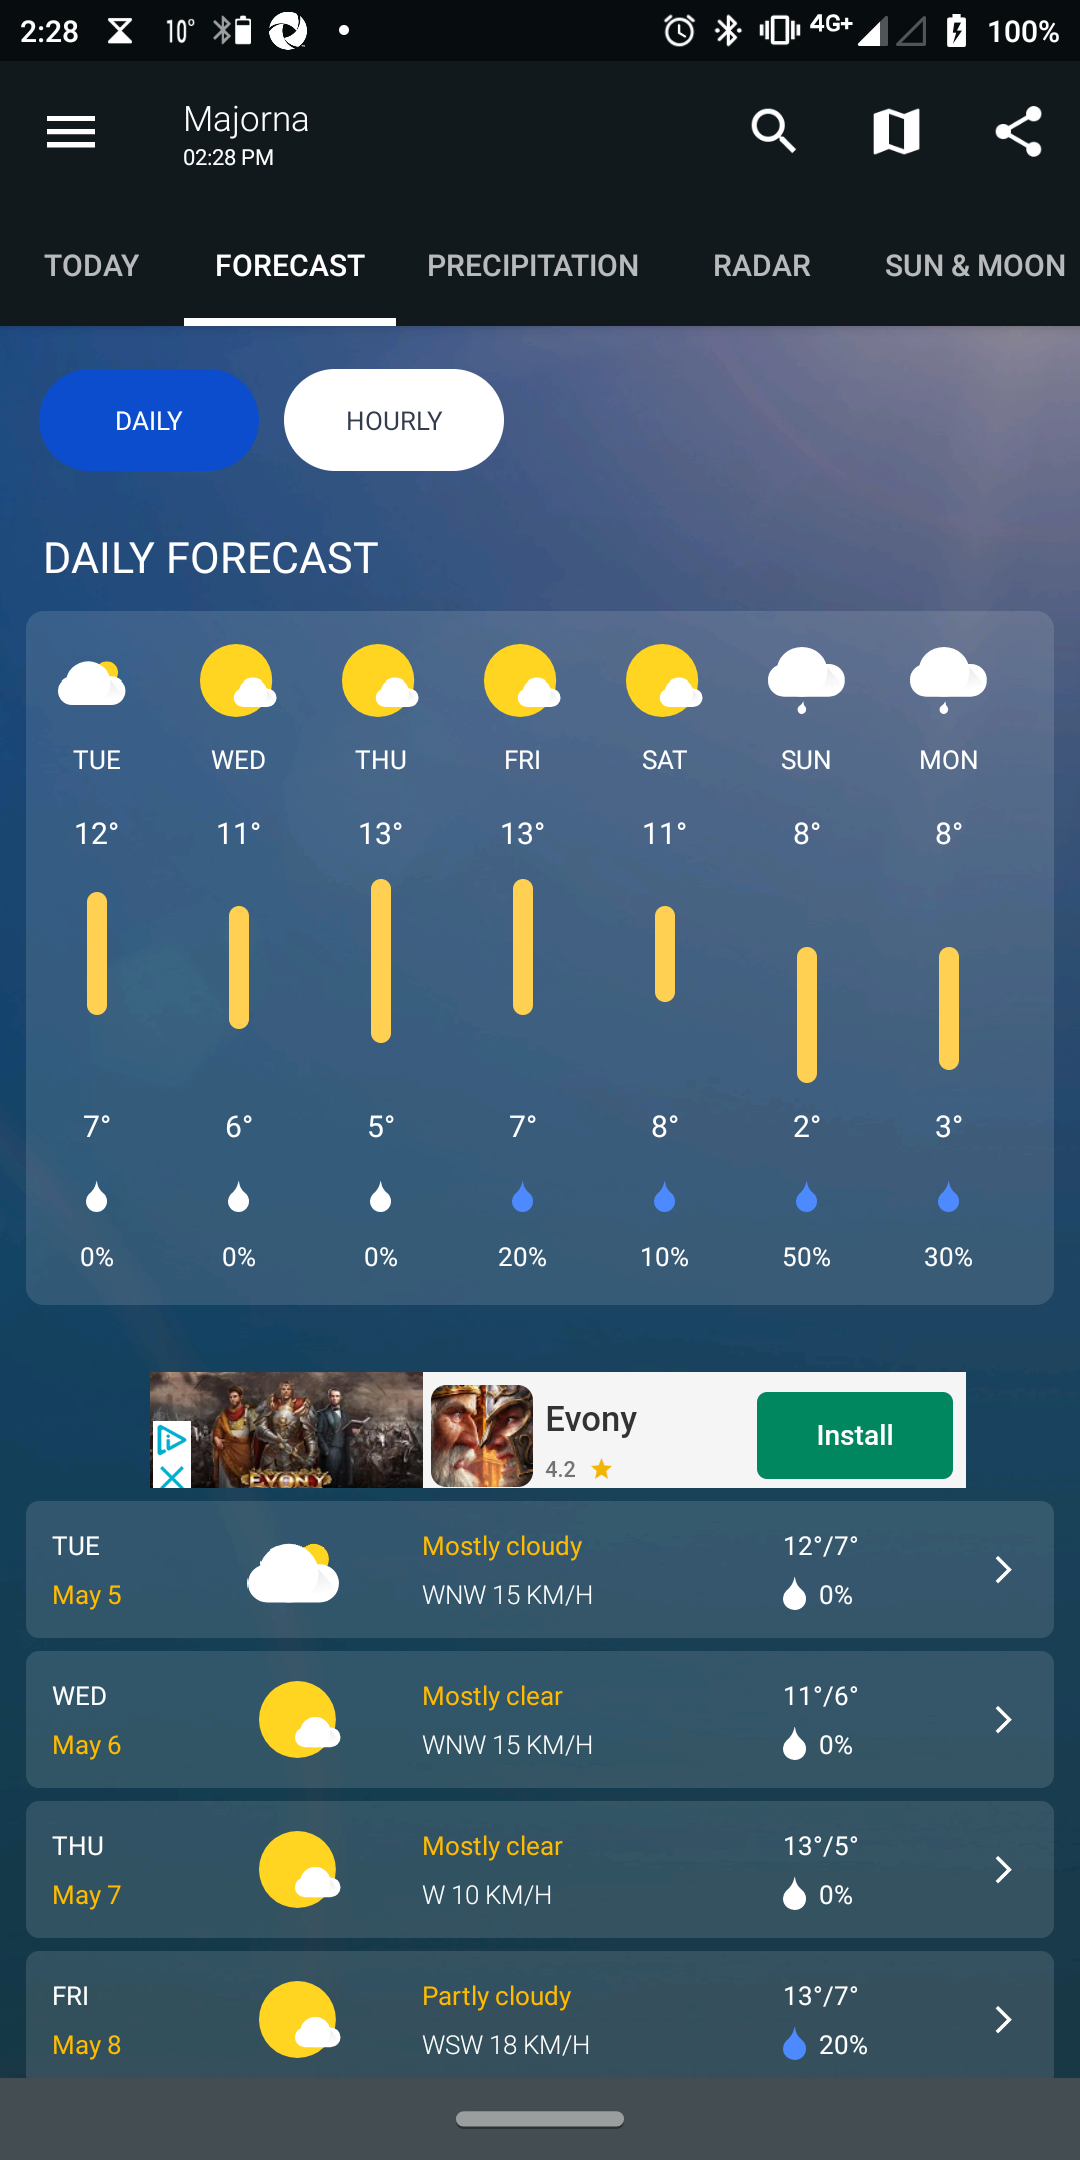 2:28 10° 4G+ 100%
Majorna
02:28 PM
TODAY FORECAST PRECIPITATION RADAR SUN & MOON
DAILY HOURLY
DAILY FORECAST
TUE WED THU FRI SAT SUN MON
12° 11° 13° 13° 11° 8° 8°
7° 6° 5° 7° 8° 2° 3°
0% 0% 0% 20% 10% 50% 30%
EVONY
Evony
4.2
Install
TUE Mostly cloudy 12°/7°
May 5 WNW 15 KM/H 0%
WED Mostly clear 11°/6°
May 6 WNW 15 KM/H 0%
THU Mostly clear 13°/5°
May 7 W 10 KM/H 0%
FRI Partly cloudy 13°/7°
May 8 WSW 18 KM/H 20%